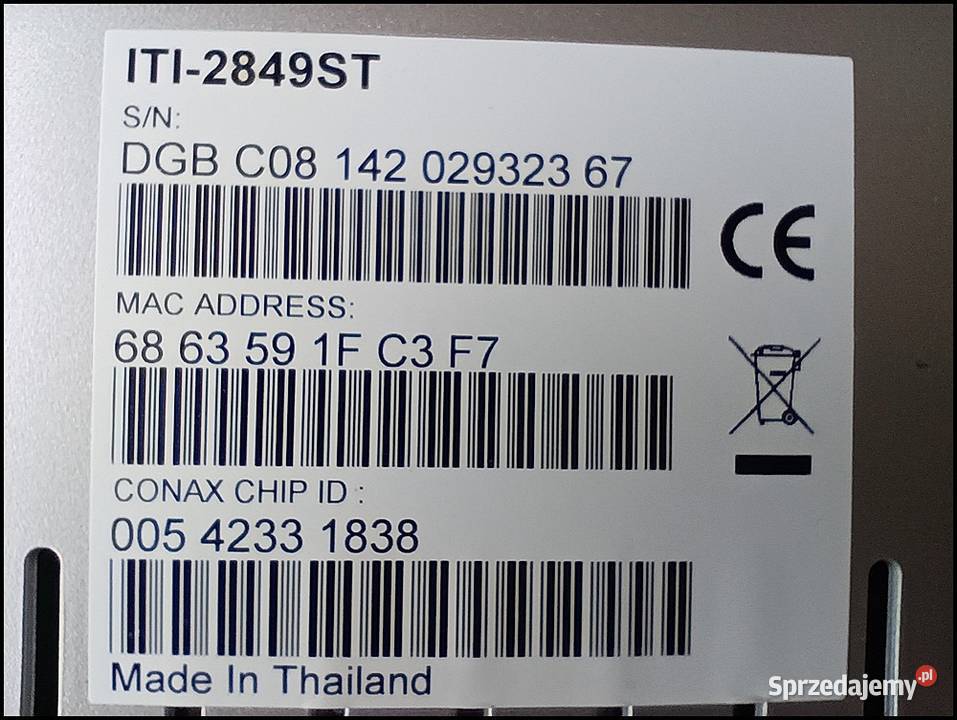 ITI-2849ST
S/N:
DGB C08 142 029323 67
CE
MAC ADDRESS:
68 63 59 1F C3 F7
CONAX CHIP ID :
005 4233 1838
Made In Thailand
Sprzedajemy.pl